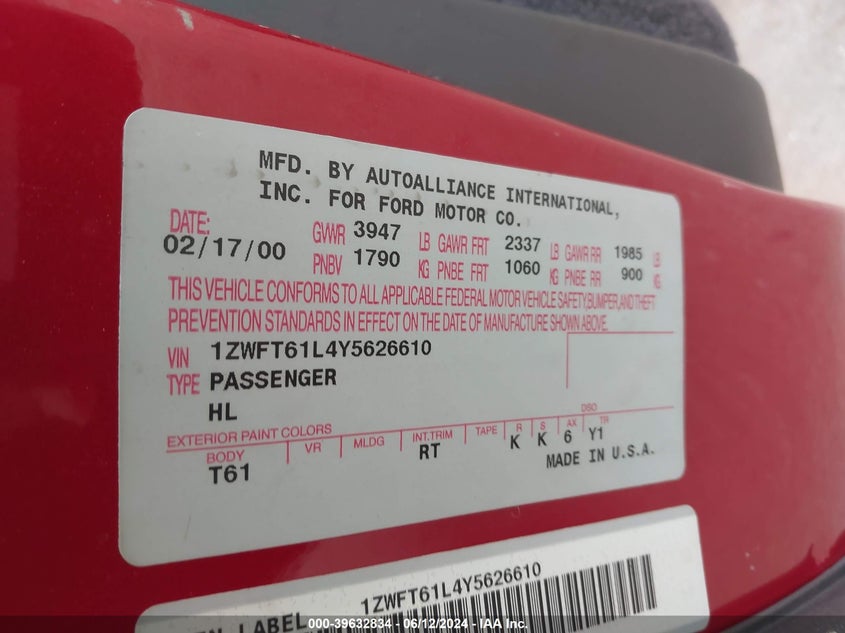 MFD. BY AUTOALLIANCE INTERNATIONAL,
INC. FOR FORD MOTOR CO.
DATE: GVWR 3947 LB GAWR FRT 2337 LB GAWR RR 1985 LB
02/17/00 PNBV 1790 KG PNBE FRT 1060 KG PNBE RR 900 KG
THIS VEHICLE CONFORMS TO ALL APPLICABLE FEDERAL MOTOR VEHICLE SAFETY, BUMPER, AND THEFT
PREVENTION STANDARDS IN EFFECT ON THE DATE OF MANUFACTURE SHOWN ABOVE.
VIN 1ZWFT61L4Y5626610
TYPE PASSENGER
HL
EXTERIOR PAINT COLORS DSO
BODY VR MLDG INT. TRIM TAPE R S AX TR
T61 RT K K 6 Y1
MADE IN U.S.A.
1ZWFT61L4Y5626610
LABEL
000-39632834 - 06/12/2024 - IAA Inc.